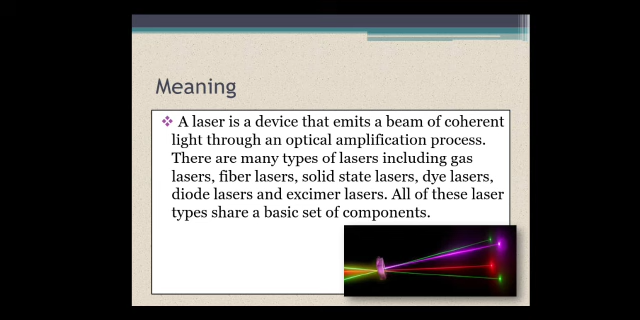 Meaning
❖ A laser is a device that emits a beam of coherent
light through an optical amplification process.
There are many types of lasers including gas
lasers, fiber lasers, solid state lasers, dye lasers,
diode lasers and excimer lasers. All of these laser
types share a basic set of components.